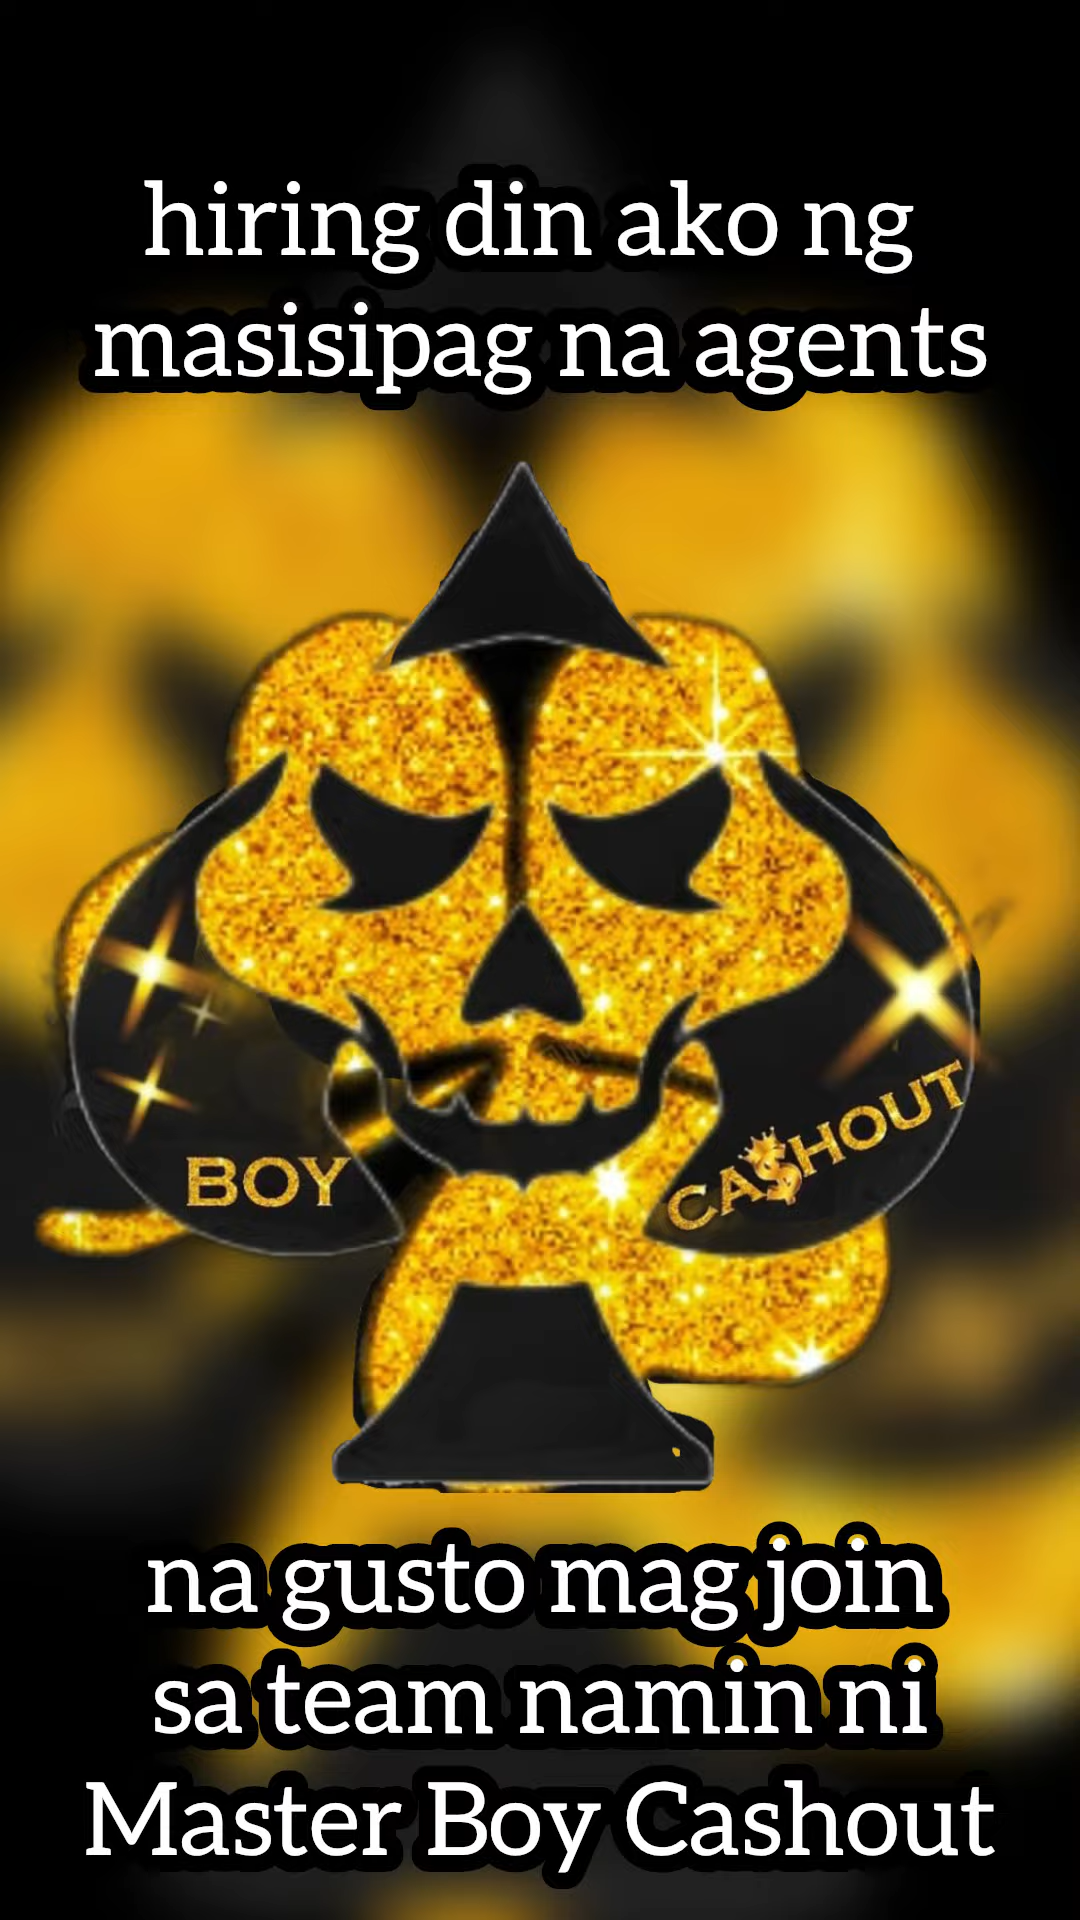 hiring din ako ng
masisipag na agents
BOY
CA$HOUT
na gusto mag join
sa team namin ni
Master Boy Cashout